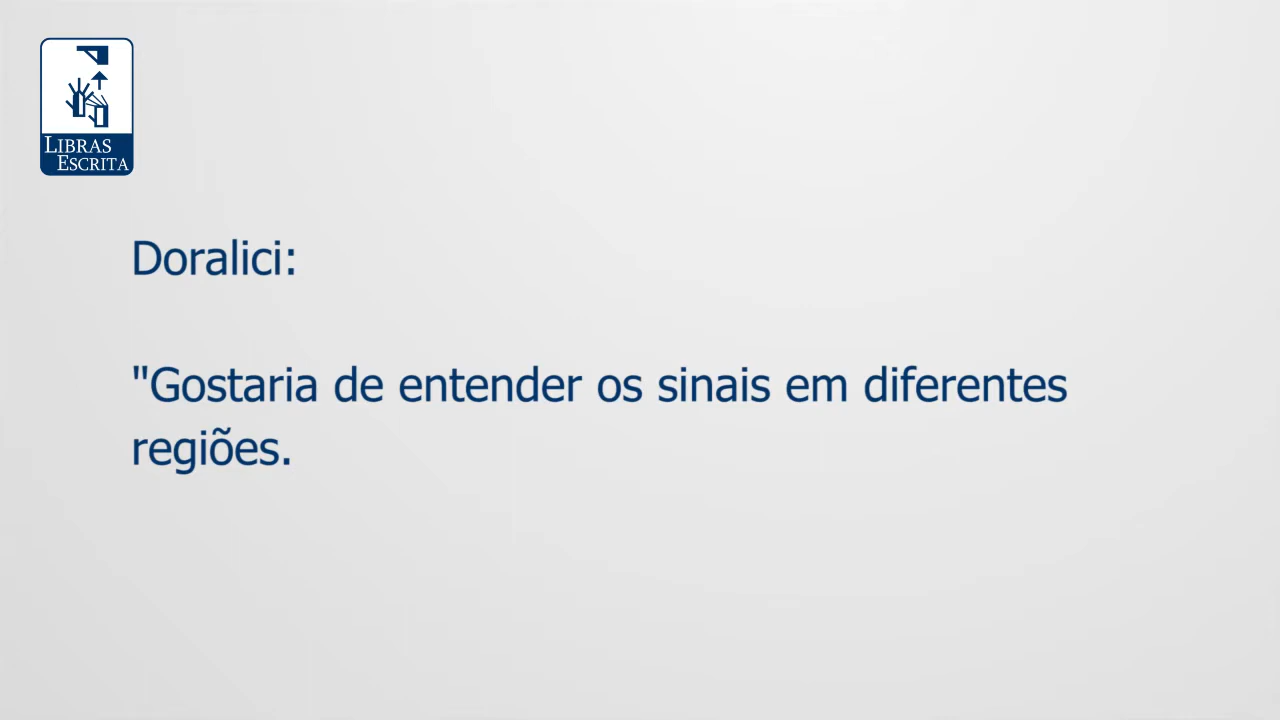 LIBRAS
ESCRITA
Doralici:
"Gostaria de entender os sinais em diferentes
regiões.